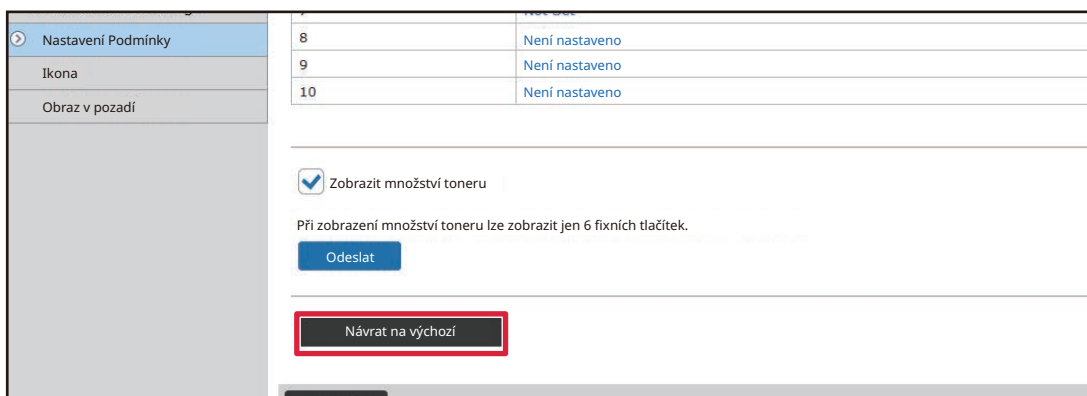 Nastavení Podmínky
Ikona
Obraz v pozadí
8 Není nastaveno
9 Není nastaveno
10 Není nastaveno
Zobrazit množství toneru
Při zobrazení množství toneru lze zobrazit jen 6 fixních tlačítek.
Odeslat
Návrat na výchozí